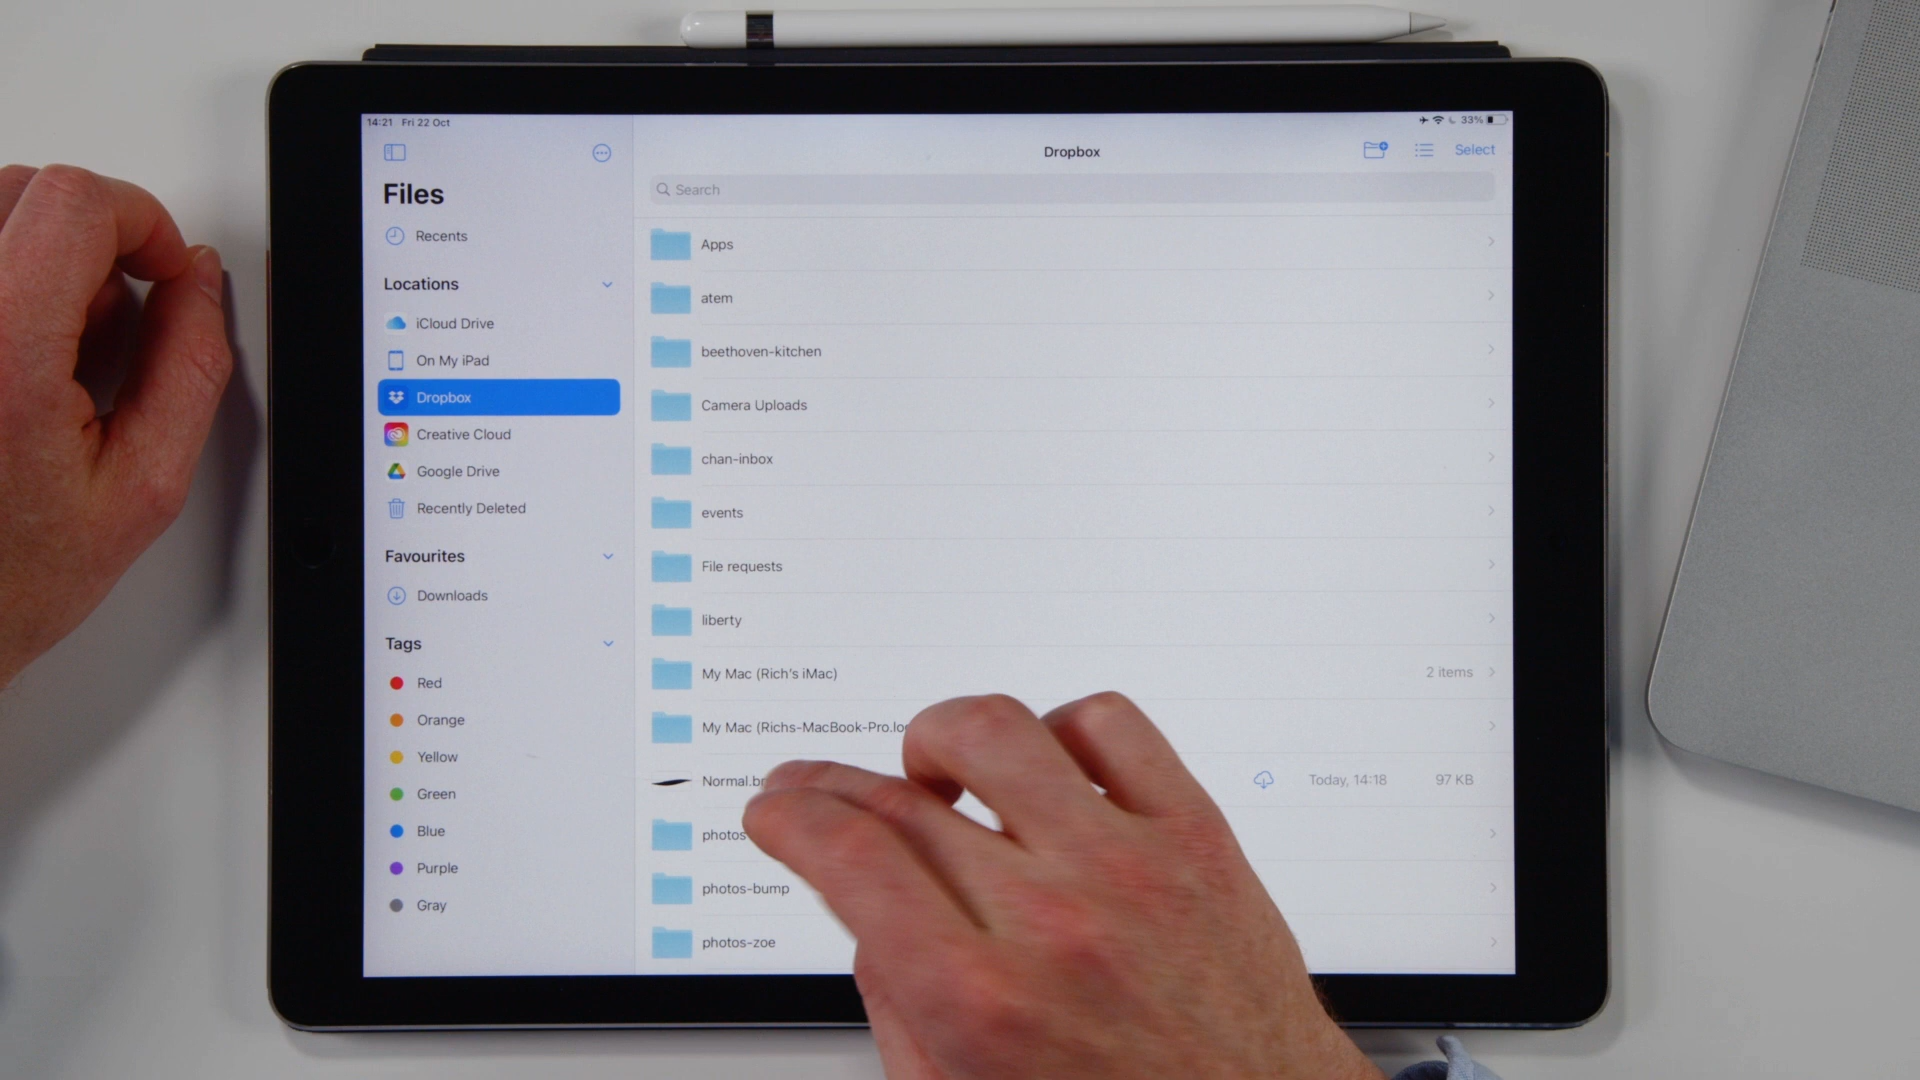 14:21 Fri 22 Oct
33%
Files
Recents
Locations
iCloud Drive
On My iPad
Dropbox
Creative Cloud
Google Drive
Recently Deleted
Favourites
Downloads
Tags
Red
Orange
Yellow
Green
Blue
Purple
Gray
Dropbox
Select
Search
Apps
atem
beethoven-kitchen
Camera Uploads
chan-inbox
events
File requests
liberty
My Mac (Rich's iMac) 2 items
My Mac (Richs-MacBook-Pro.lo
Normal.br Today, 14:18 97 KB
photos
photos-bump
photos-zoe